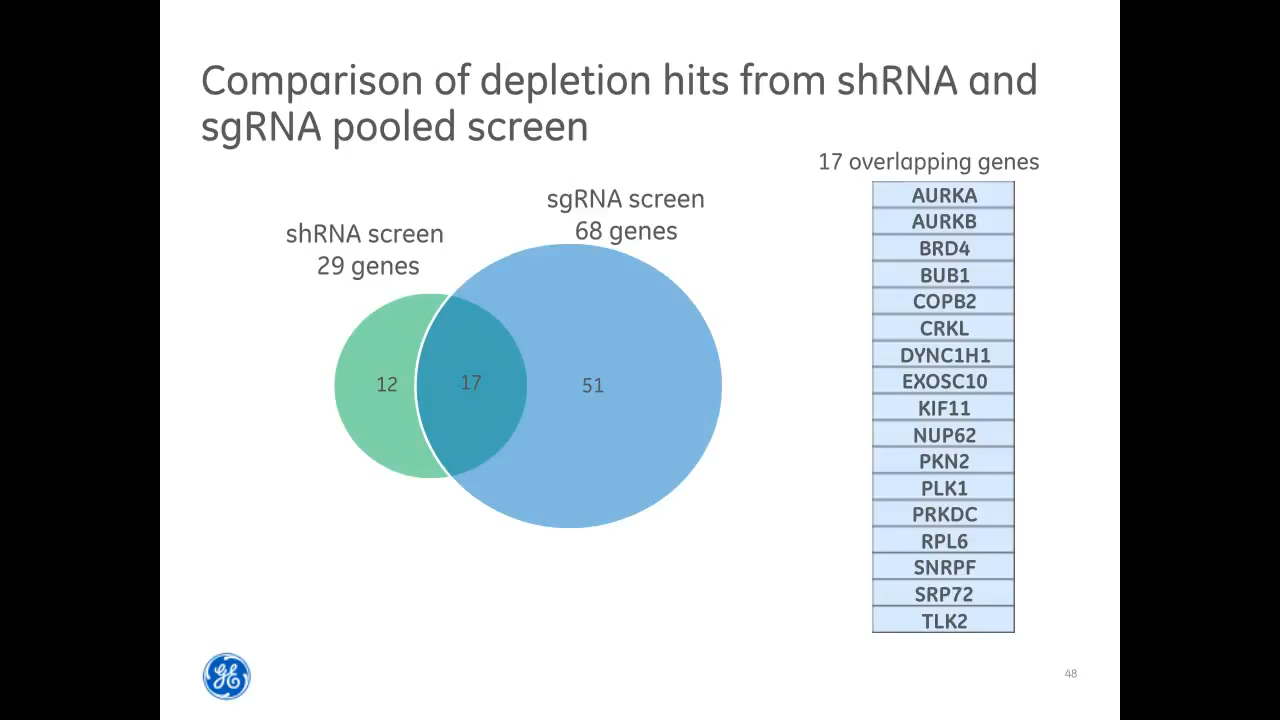 Comparison of depletion hits from shRNA and
sgRNA pooled screen
17 overlapping genes
sgRNA screen
68 genes
shRNA screen
29 genes
12
17
51
AURKA
AURKB
BRD4
BUB1
COPB2
CRKL
DYNC1H1
EXOSC10
KIF11
NUP62
PKN2
PLK1
PRKDC
RPL6
SNRPF
SRP72
TLK2
GE
48